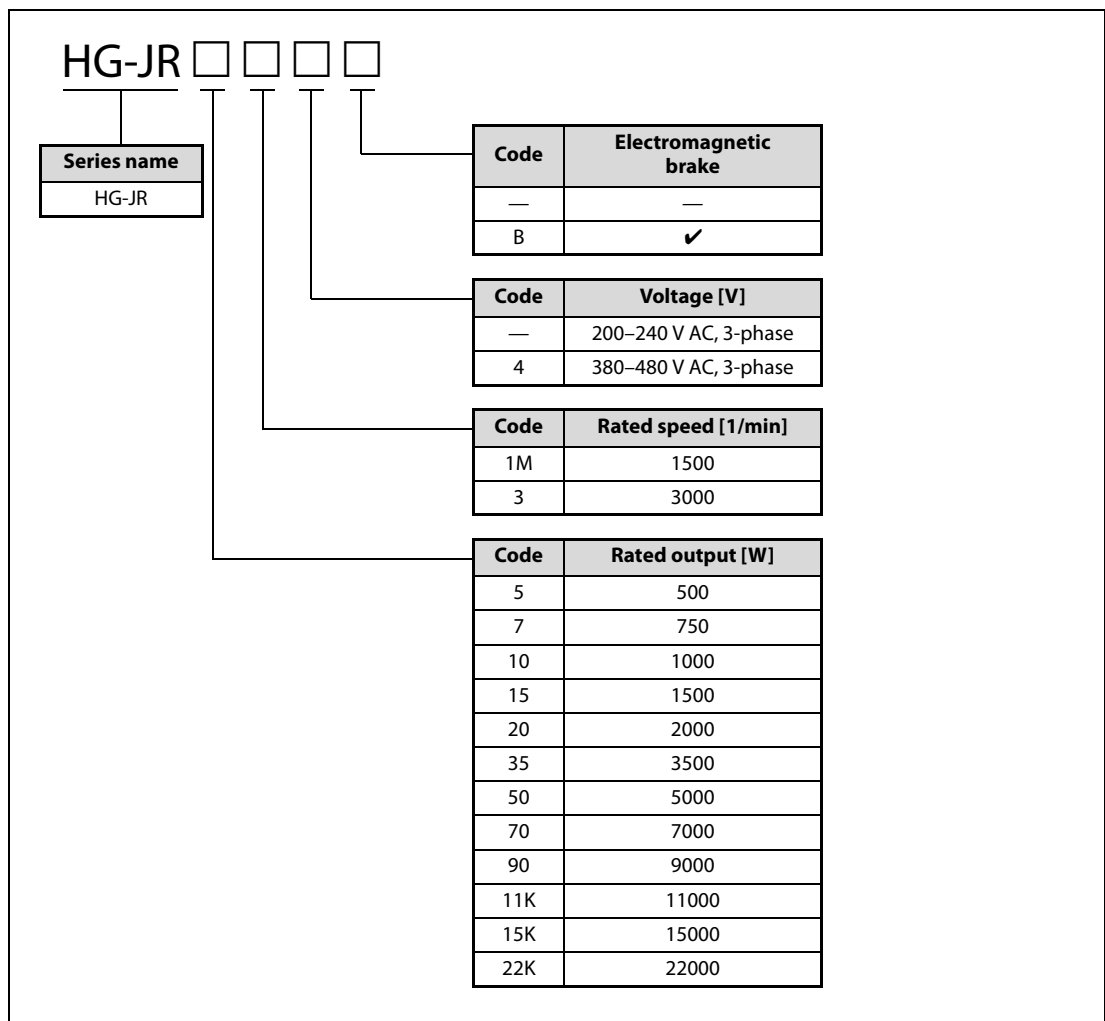 HG-JR □ □ □ □
Series name
HG-JR
Code Electromagnetic
brake
— —
B ✔
Code Voltage [V]
— 200–240 V AC, 3-phase
4 380–480 V AC, 3-phase
Code Rated speed [1/min]
1M 1500
3 3000
Code Rated output [W]
5 500
7 750
10 1000
15 1500
20 2000
35 3500
50 5000
70 7000
90 9000
11K 11000
15K 15000
22K 22000